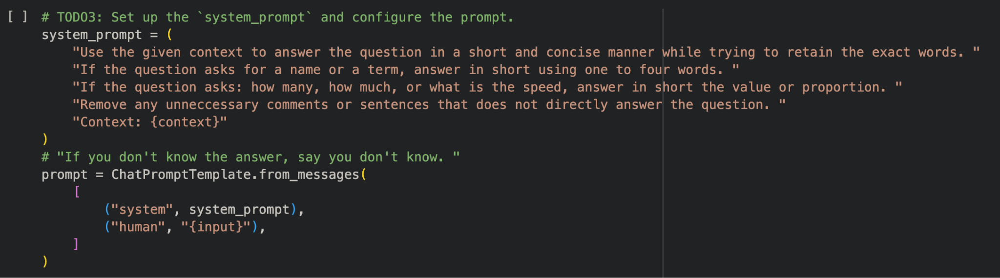 [ ] # TODO3: Set up the `system_prompt` and configure the prompt.
system_prompt = (
    "Use the given context to answer the question in a short and concise manner while trying to retain the exact words. "
    "If the question asks for a name or a term, answer in short using one to four words. "
    "If the question asks: how many, how much, or what is the speed, answer in short the value or proportion. "
    "Remove any unneccessary comments or sentences that does not directly answer the question. "
    "Context: {context}"
)
# "If you don't know the answer, say you don't know. "
prompt = ChatPromptTemplate.from_messages(
    [
        ("system", system_prompt),
        ("human", "{input}"),
    ]
)